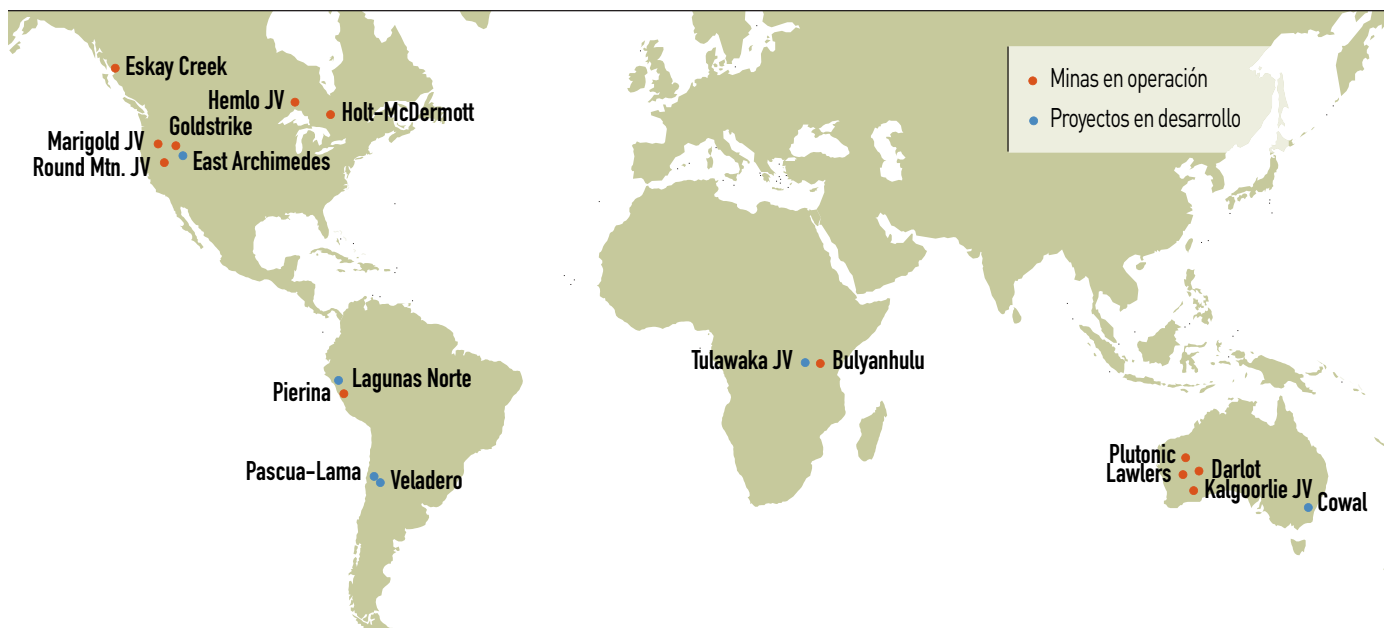 Eskay Creek
Hemlo JV
Holt-McDermott
Goldstrike
Marigold JV
East Archimedes
Round Mtn. JV
Minas en operación
Proyectos en desarrollo
Tulawaka JV
Bulyanhulu
Lagunas Norte
Pierina
Pascua-Lama
Veladero
Plutonic
Lawlers
Darlot
Kalgoorlie JV
Cowal